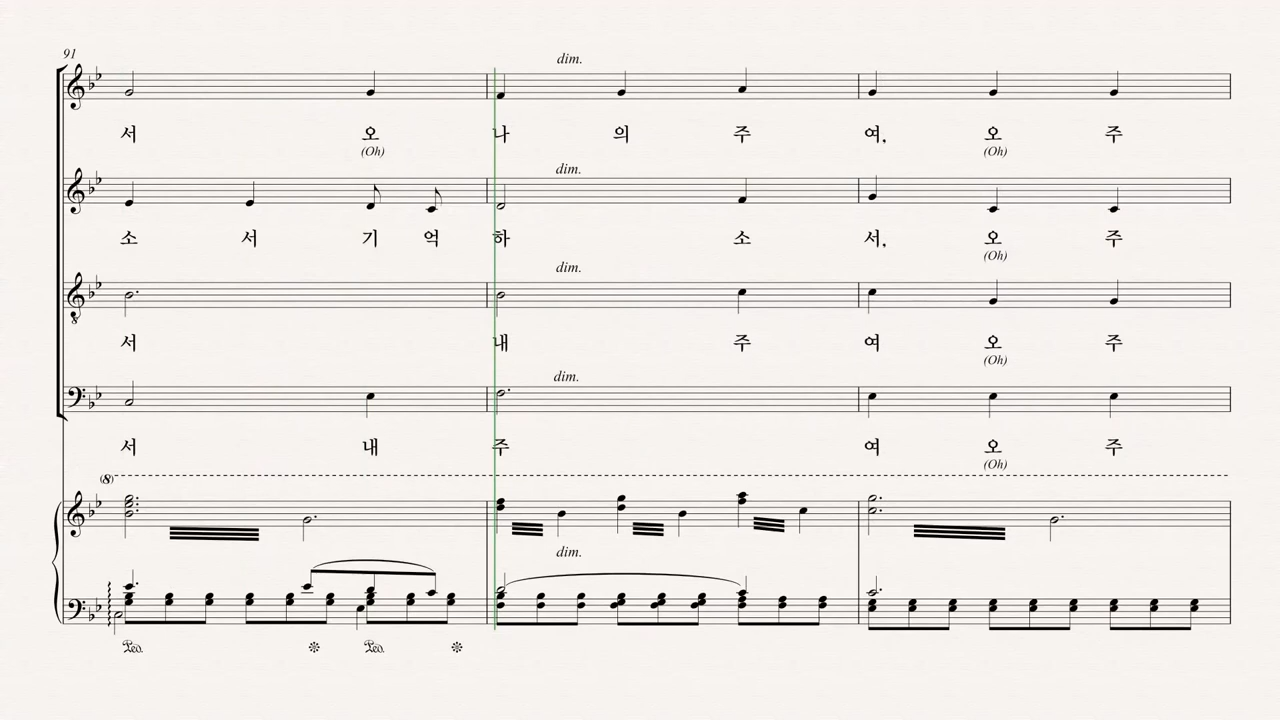 91
dim.
서 오 나 의 주 여, 오 주
(Oh) (Oh)
dim.
소 서 기 억 하 소 서, 오 주
(Oh)
dim.
서 내 주 여 오 주
(Oh)
dim.
서 내 주 여 오 주
(Oh)
(8)
dim.
Ped. Ped.